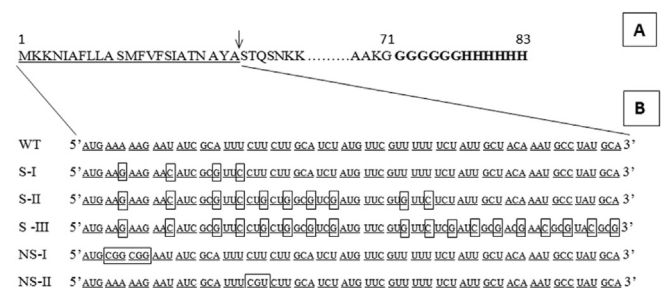 A
1
71
83
MKKNIAFLLA SMFVFSIATN AYASTQSNKK.........AAKG GGGGGGHHHHHH
B
WT 5'AUG AAA AAG AAU AUC GCA UUU CUU CUU GCA UCU AUG UUC GUU UUU UCU AUU GCU ACA AAU GCC UAU GCA 3'
S-I 5'AUG AAG AAG AAC AUC GCG UUC CUU CUU GCA UCU AUG UUC GUU UUU UCU AUU GCU ACA AAU GCC UAU GCA 3'
S-II 5'AUG AAG AAG AAC AUC GCG UUC CUG CUG GCG UCG AUG UUC GUG UUC UCU AUU GCU ACA AAU GCC UAU GCA 3'
S -III 5'AUG AAG AAG AAC AUC GCG UUC CUG CUG GCG UCG AUG UUC GUU UUC UCG AUC GCG ACG AAC GCG UAC GCG 3'
NS-I 5'AUG CGG CGG AAU AUC GCA UUU CUU CUU GCA UCU AUG UUC GUU UUU UCU AUU GCU ACA AAU GCC UAU GCA 3'
NS-II 5'AUG AAA AAG AAU AUC GCA UUU CGU CUU GCA UCU AUG UUC GUU UUU UCU AUU GCU ACA AAU GCC UAU GCA 3'